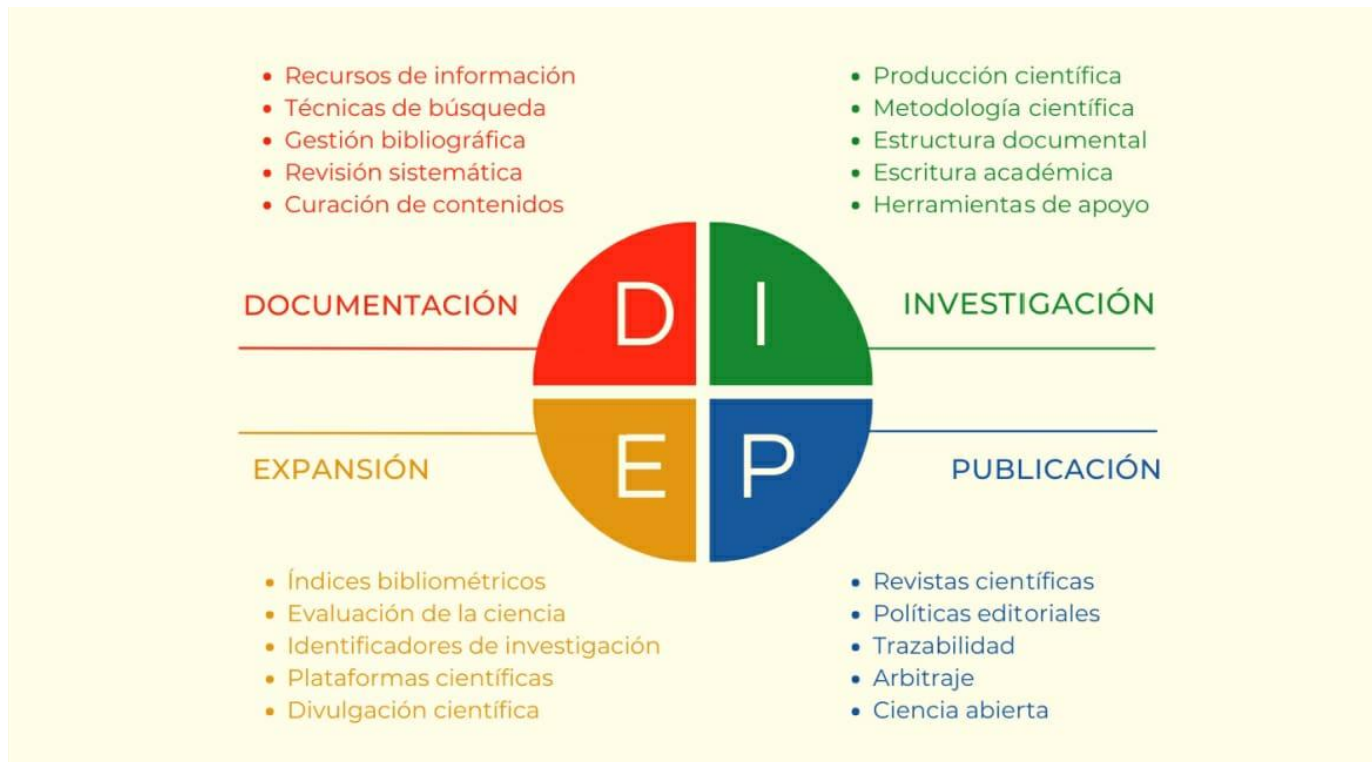 • Recursos de información
• Técnicas de búsqueda
• Gestión bibliográfica
• Revisión sistemática
• Curación de contenidos
• Producción científica
• Metodología científica
• Estructura documental
• Escritura académica
• Herramientas de apoyo
DOCUMENTACIÓN
D
I
INVESTIGACIÓN
EXPANSIÓN
E
P
PUBLICACIÓN
• Índices bibliométricos
• Evaluación de la ciencia
• Identificadores de investigación
• Plataformas científicas
• Divulgación científica
• Revistas científicas
• Políticas editoriales
• Trazabilidad
• Arbitraje
• Ciencia abierta